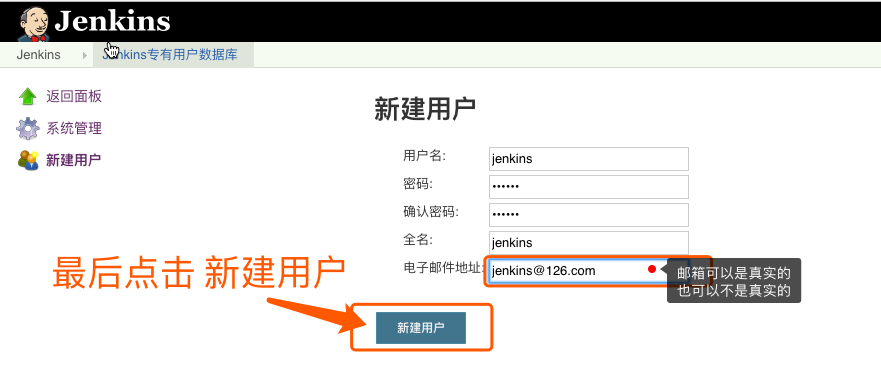 Jenkins
Jenkins
Jenkins专有用户数据库
返回面板
系统管理
新建用户
新建用户
用户名:
jenkins
密码:
••••••
确认密码:
••••••
全名:
jenkins
电子邮件地址:
jenkins@126.com
邮箱可以是真实的
也可以不是真实的
最后点击 新建用户
新建用户